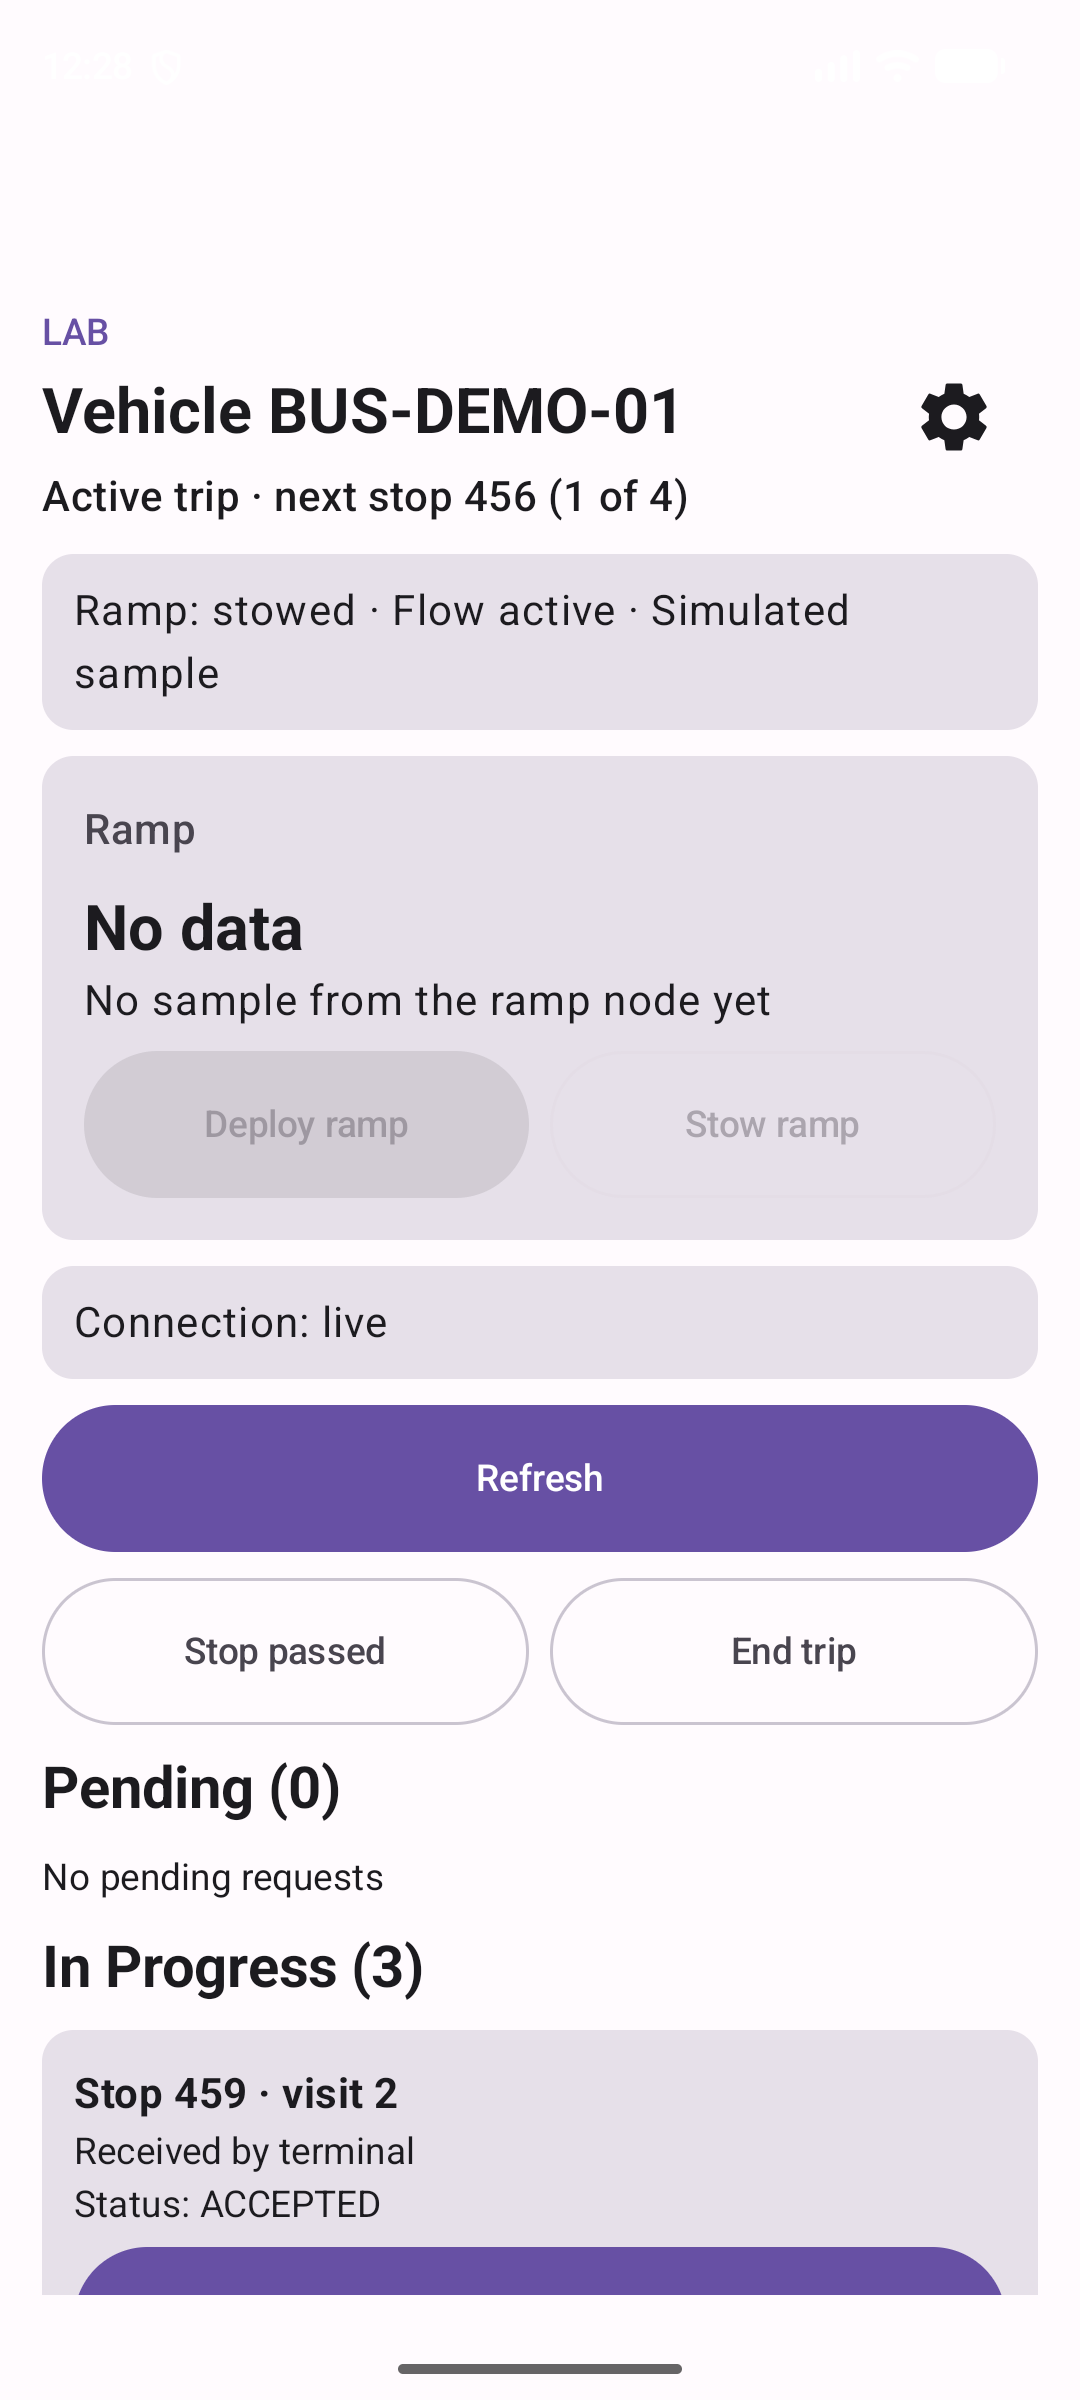 LAB
Vehicle BUS-DEMO-01
Active trip · next stop 456 (1 of 4)
Ramp: stowed · Flow active · Simulated
sample
Ramp
No data
No sample from the ramp node yet
Deploy ramp
Stow ramp
Connection: live
Refresh
Stop passed
End trip
Pending (0)
No pending requests
In Progress (3)
Stop 459 · visit 2
Received by terminal
Status: ACCEPTED